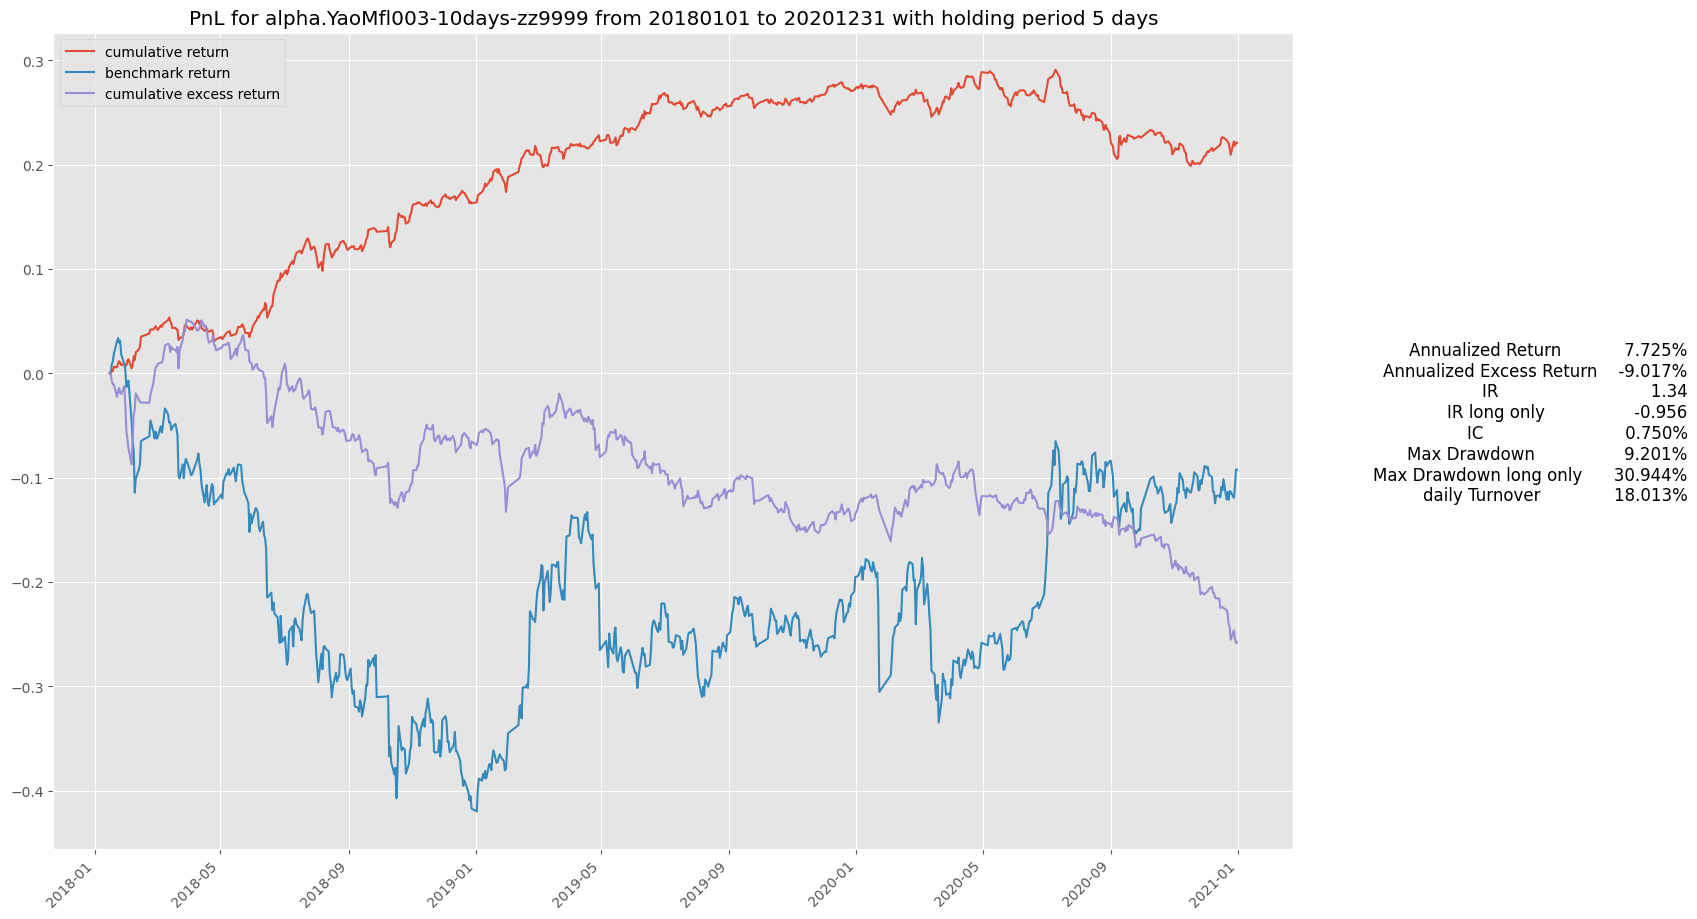 PnL for alpha.YaoMfl003-10days-zz9999 from 20180101 to 20201231 with holding period 5 days
cumulative return
benchmark return
cumulative excess return
0.3
0.2
0.1
0.0
−0.1
−0.2
−0.3
−0.4
2018-01
2018-05
2018-09
2019-01
2019-05
2019-09
2020-01
2020-05
2020-09
2021-01
Annualized Return 7.725%
Annualized Excess Return -9.017%
IR 1.34
IR long only -0.956
IC 0.750%
Max Drawdown 9.201%
Max Drawdown long only 30.944%
daily Turnover 18.013%